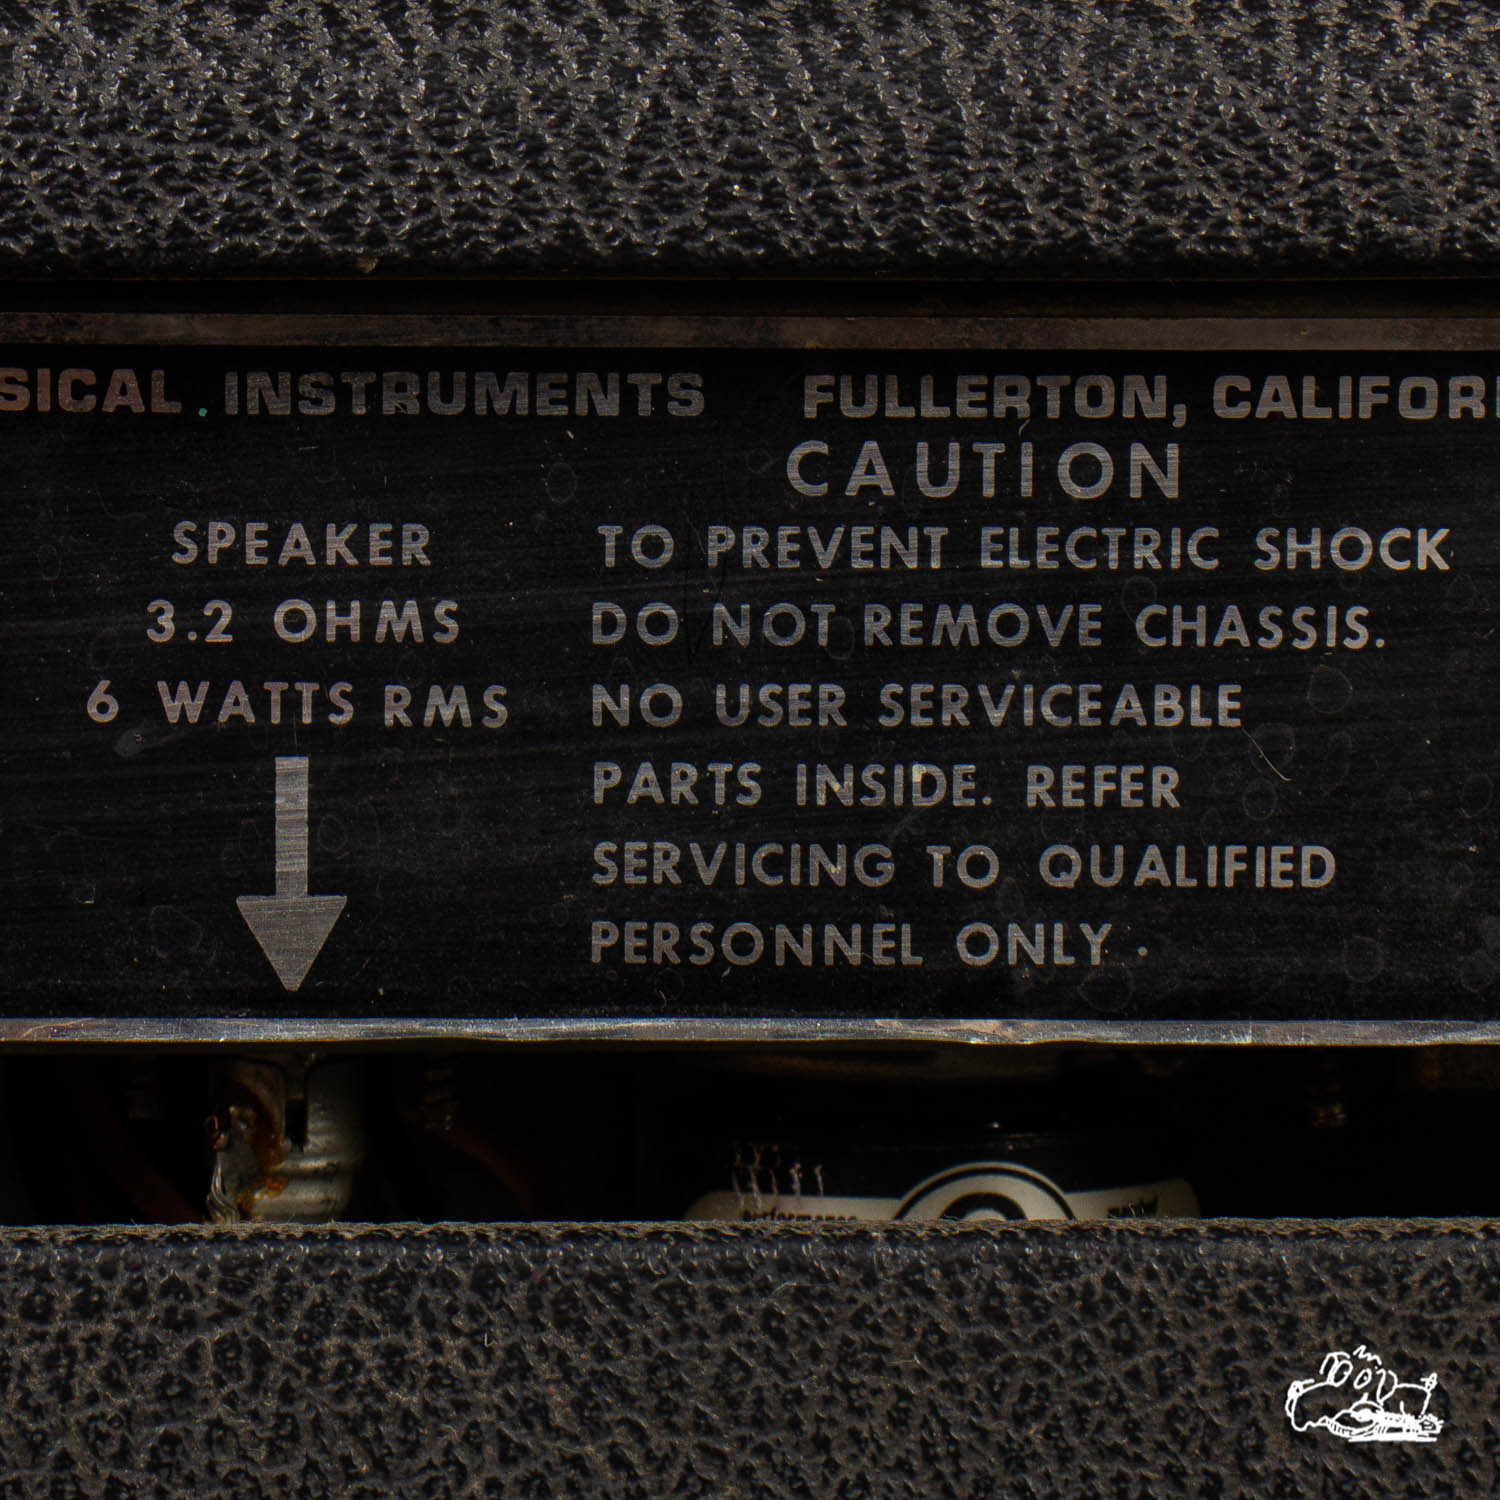 SICAL INSTRUMENTS FULLERTON, CALIFOR
CAUTION
SPEAKER
3.2 OHMS
6 WATTS RMS
TO PREVENT ELECTRIC SHOCK
DO NOT REMOVE CHASSIS.
NO USER SERVICEABLE
PARTS INSIDE. REFER
SERVICING TO QUALIFIED
PERSONNEL ONLY.